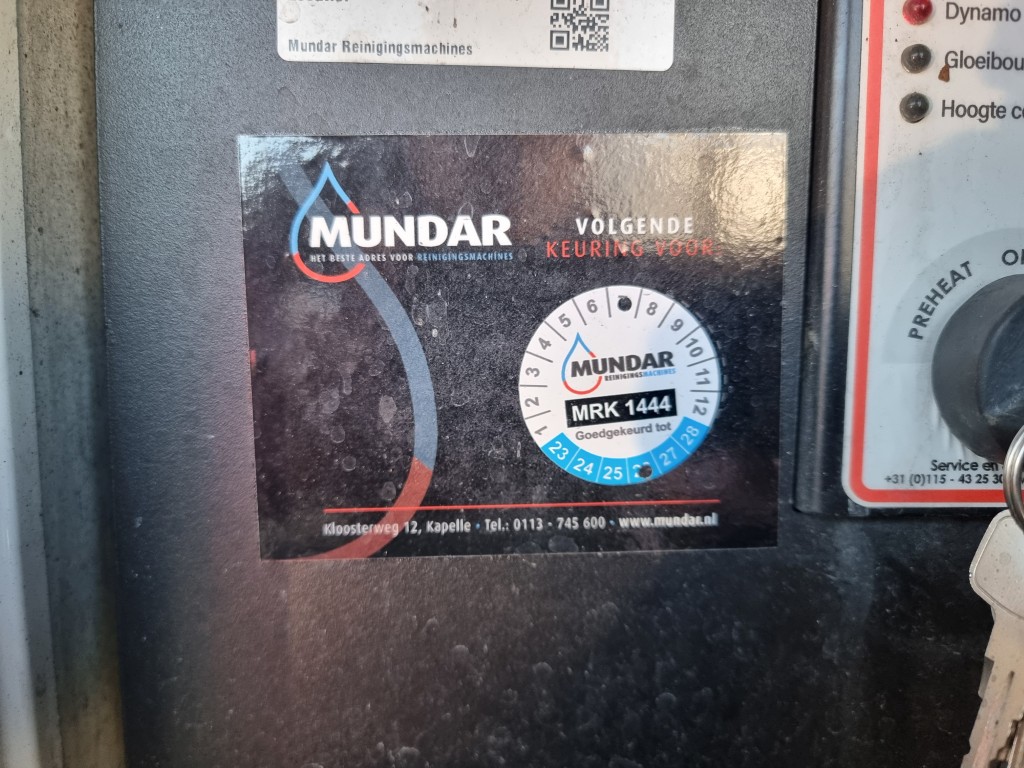 Mundar Reinigingsmachines
MUNDAR
HET BESTE ADRES VOOR REINIGINGSMACHINES
VOLGENDE
KEURING VOOR:
1 2 3 4 5 6 8 9 10 11 12
MUNDAR
REINIGINGSMACHINES
MRK 1444
Goedgekeurd tot
23 24 25 27 28
Kloosterweg 12, Kapelle • Tel.: 0113 - 745 600 • www.mundar.nl
Dynamo
Hoogte
PREHEAT
Service en
+31 (0)115 - 43 25 30